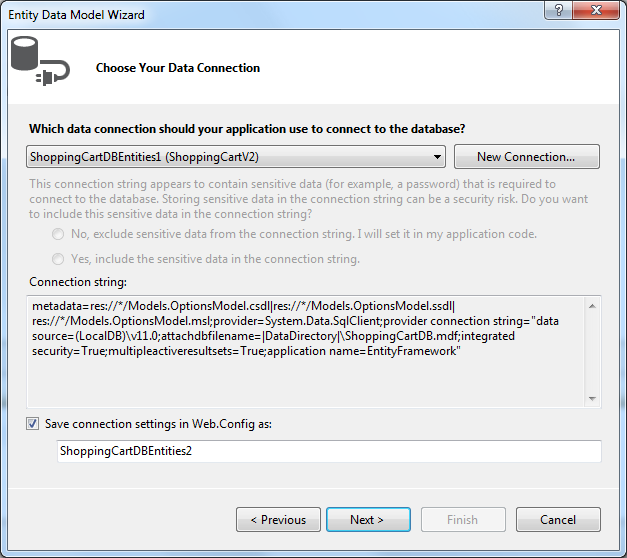 Entity Data Model Wizard
Choose Your Data Connection
Which data connection should your application use to connect to the database?
ShoppingCartDBEntities1 (ShoppingCartV2)
New Connection...
This connection string appears to contain sensitive data (for example, a password) that is required to
connect to the database. Storing sensitive data in the connection string can be a security risk. Do you want
to include this sensitive data in the connection string?
No, exclude sensitive data from the connection string. I will set it in my application code.
Yes, include the sensitive data in the connection string.
Connection string:
metadata=res://*/Models.OptionsModel.csdl|res://*/Models.OptionsModel.ssdl|
res://*/Models.OptionsModel.msl;provider=System.Data.SqlClient;provider connection string="data
source=(LocalDB)\v11.0;attachdbfilename=|DataDirectory|\ShoppingCartDB.mdf;integrated
security=True;multipleactiveresultsets=True;application name=EntityFramework"
Save connection settings in Web.Config as:
ShoppingCartDBEntities2
< Previous
Next >
Finish
Cancel